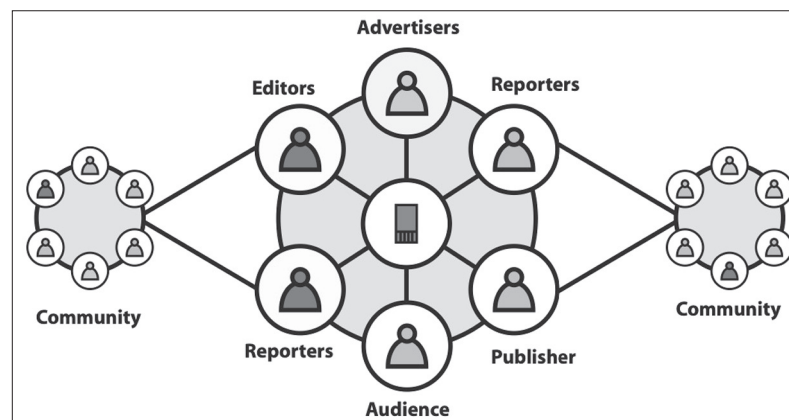 Advertisers
Editors
Reporters
Community
Community
Reporters
Publisher
Audience